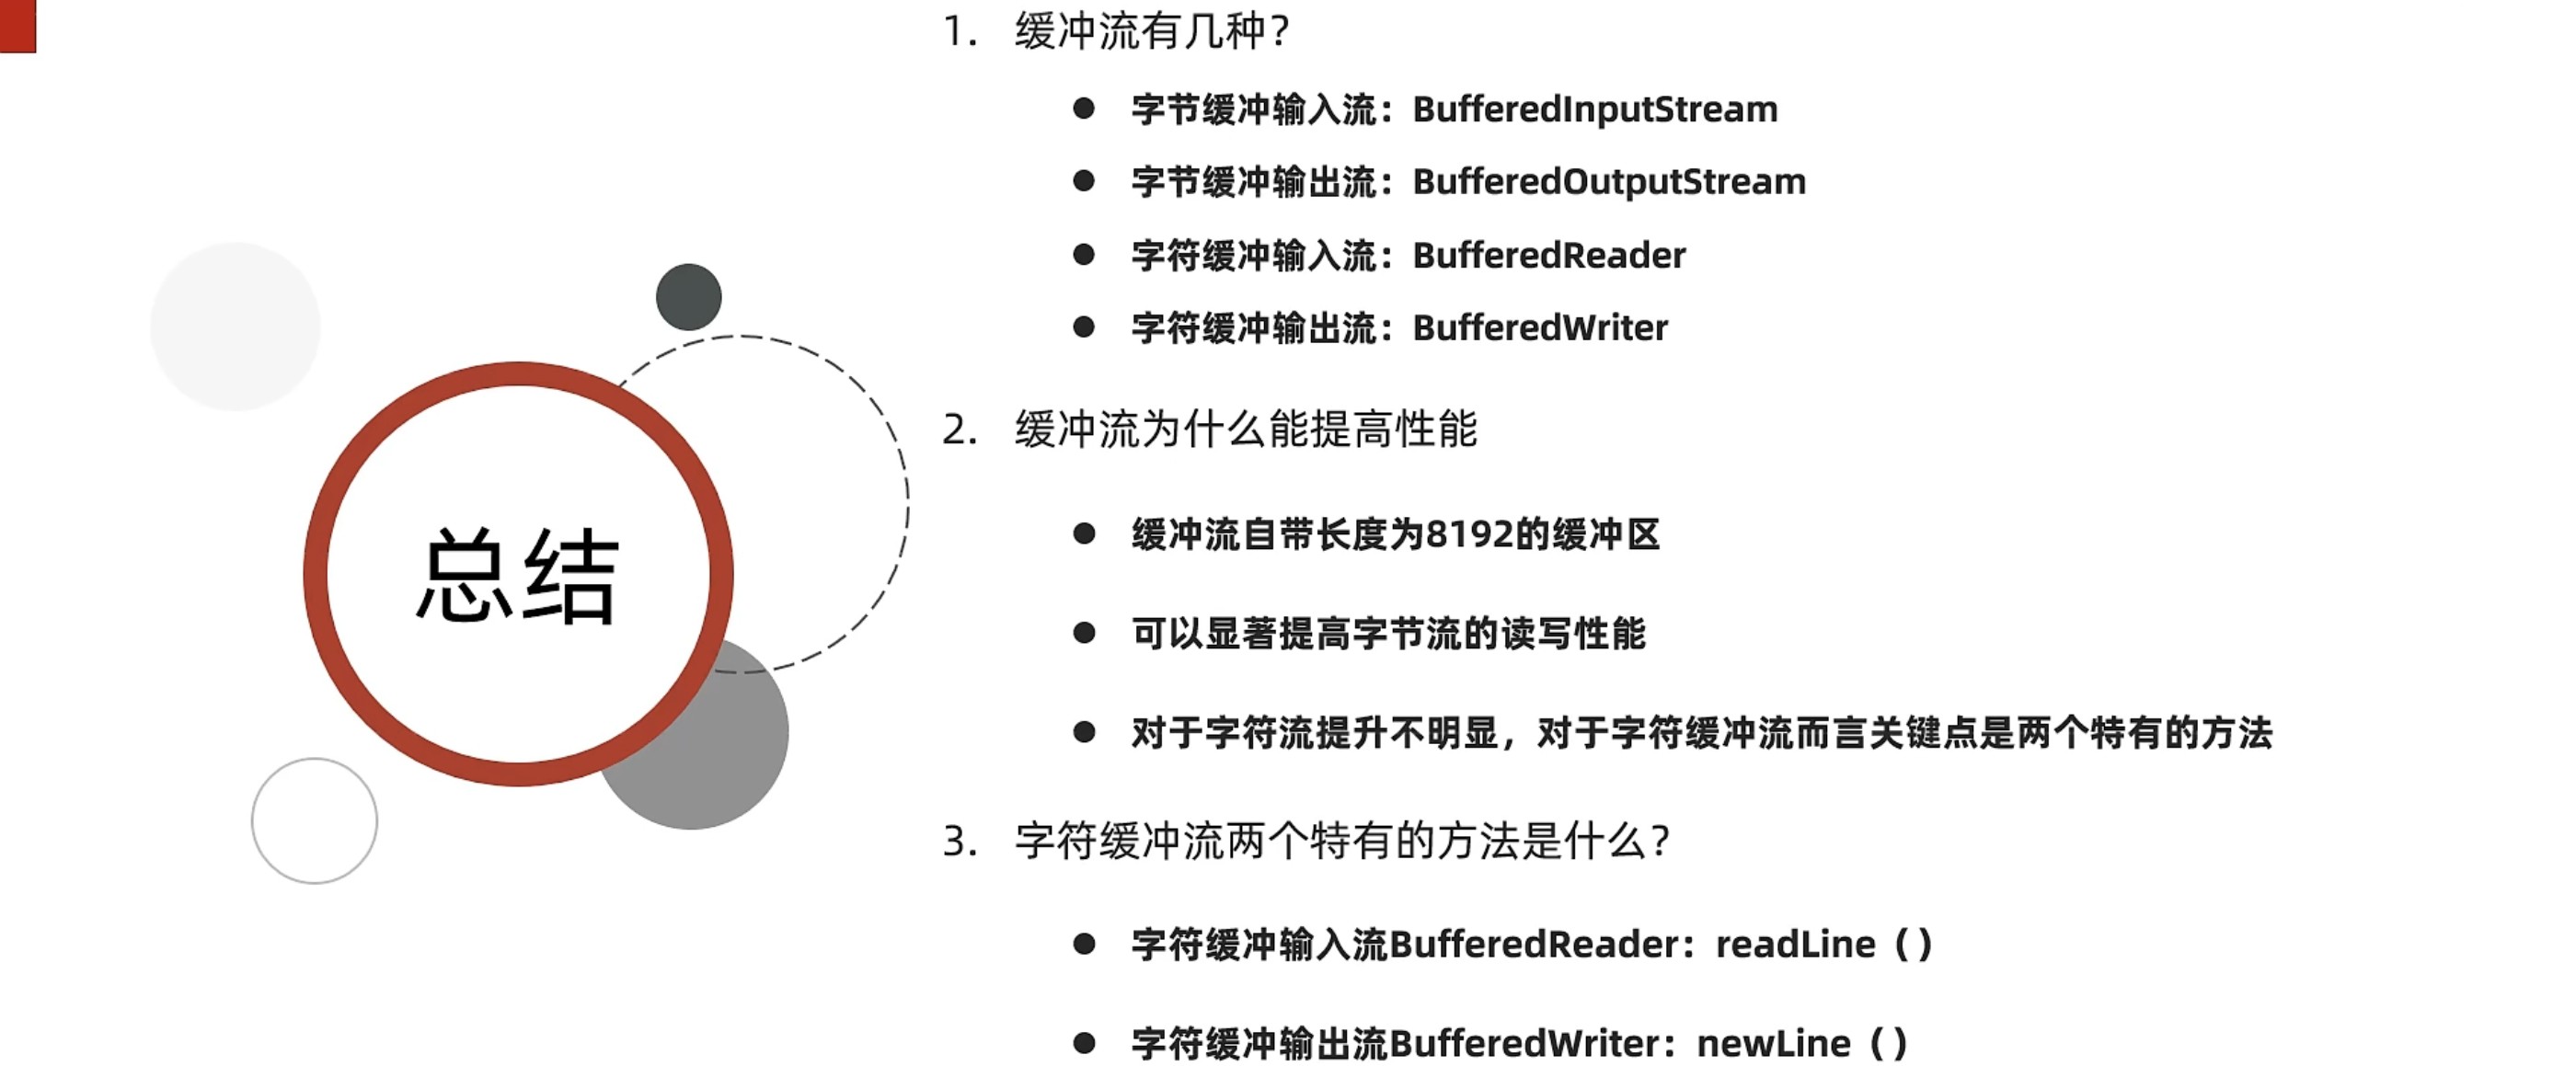 总结
1. 缓冲流有几种？
● 字节缓冲输入流：BufferedInputStream
● 字节缓冲输出流：BufferedOutputStream
● 字符缓冲输入流：BufferedReader
● 字符缓冲输出流：BufferedWriter
2. 缓冲流为什么能提高性能
● 缓冲流自带长度为8192的缓冲区
● 可以显著提高字节流的读写性能
● 对于字符流提升不明显，对于字符缓冲流而言关键点是两个特有的方法
3. 字符缓冲流两个特有的方法是什么？
● 字符缓冲输入流BufferedReader：readLine（）
● 字符缓冲输出流BufferedWriter：newLine（）